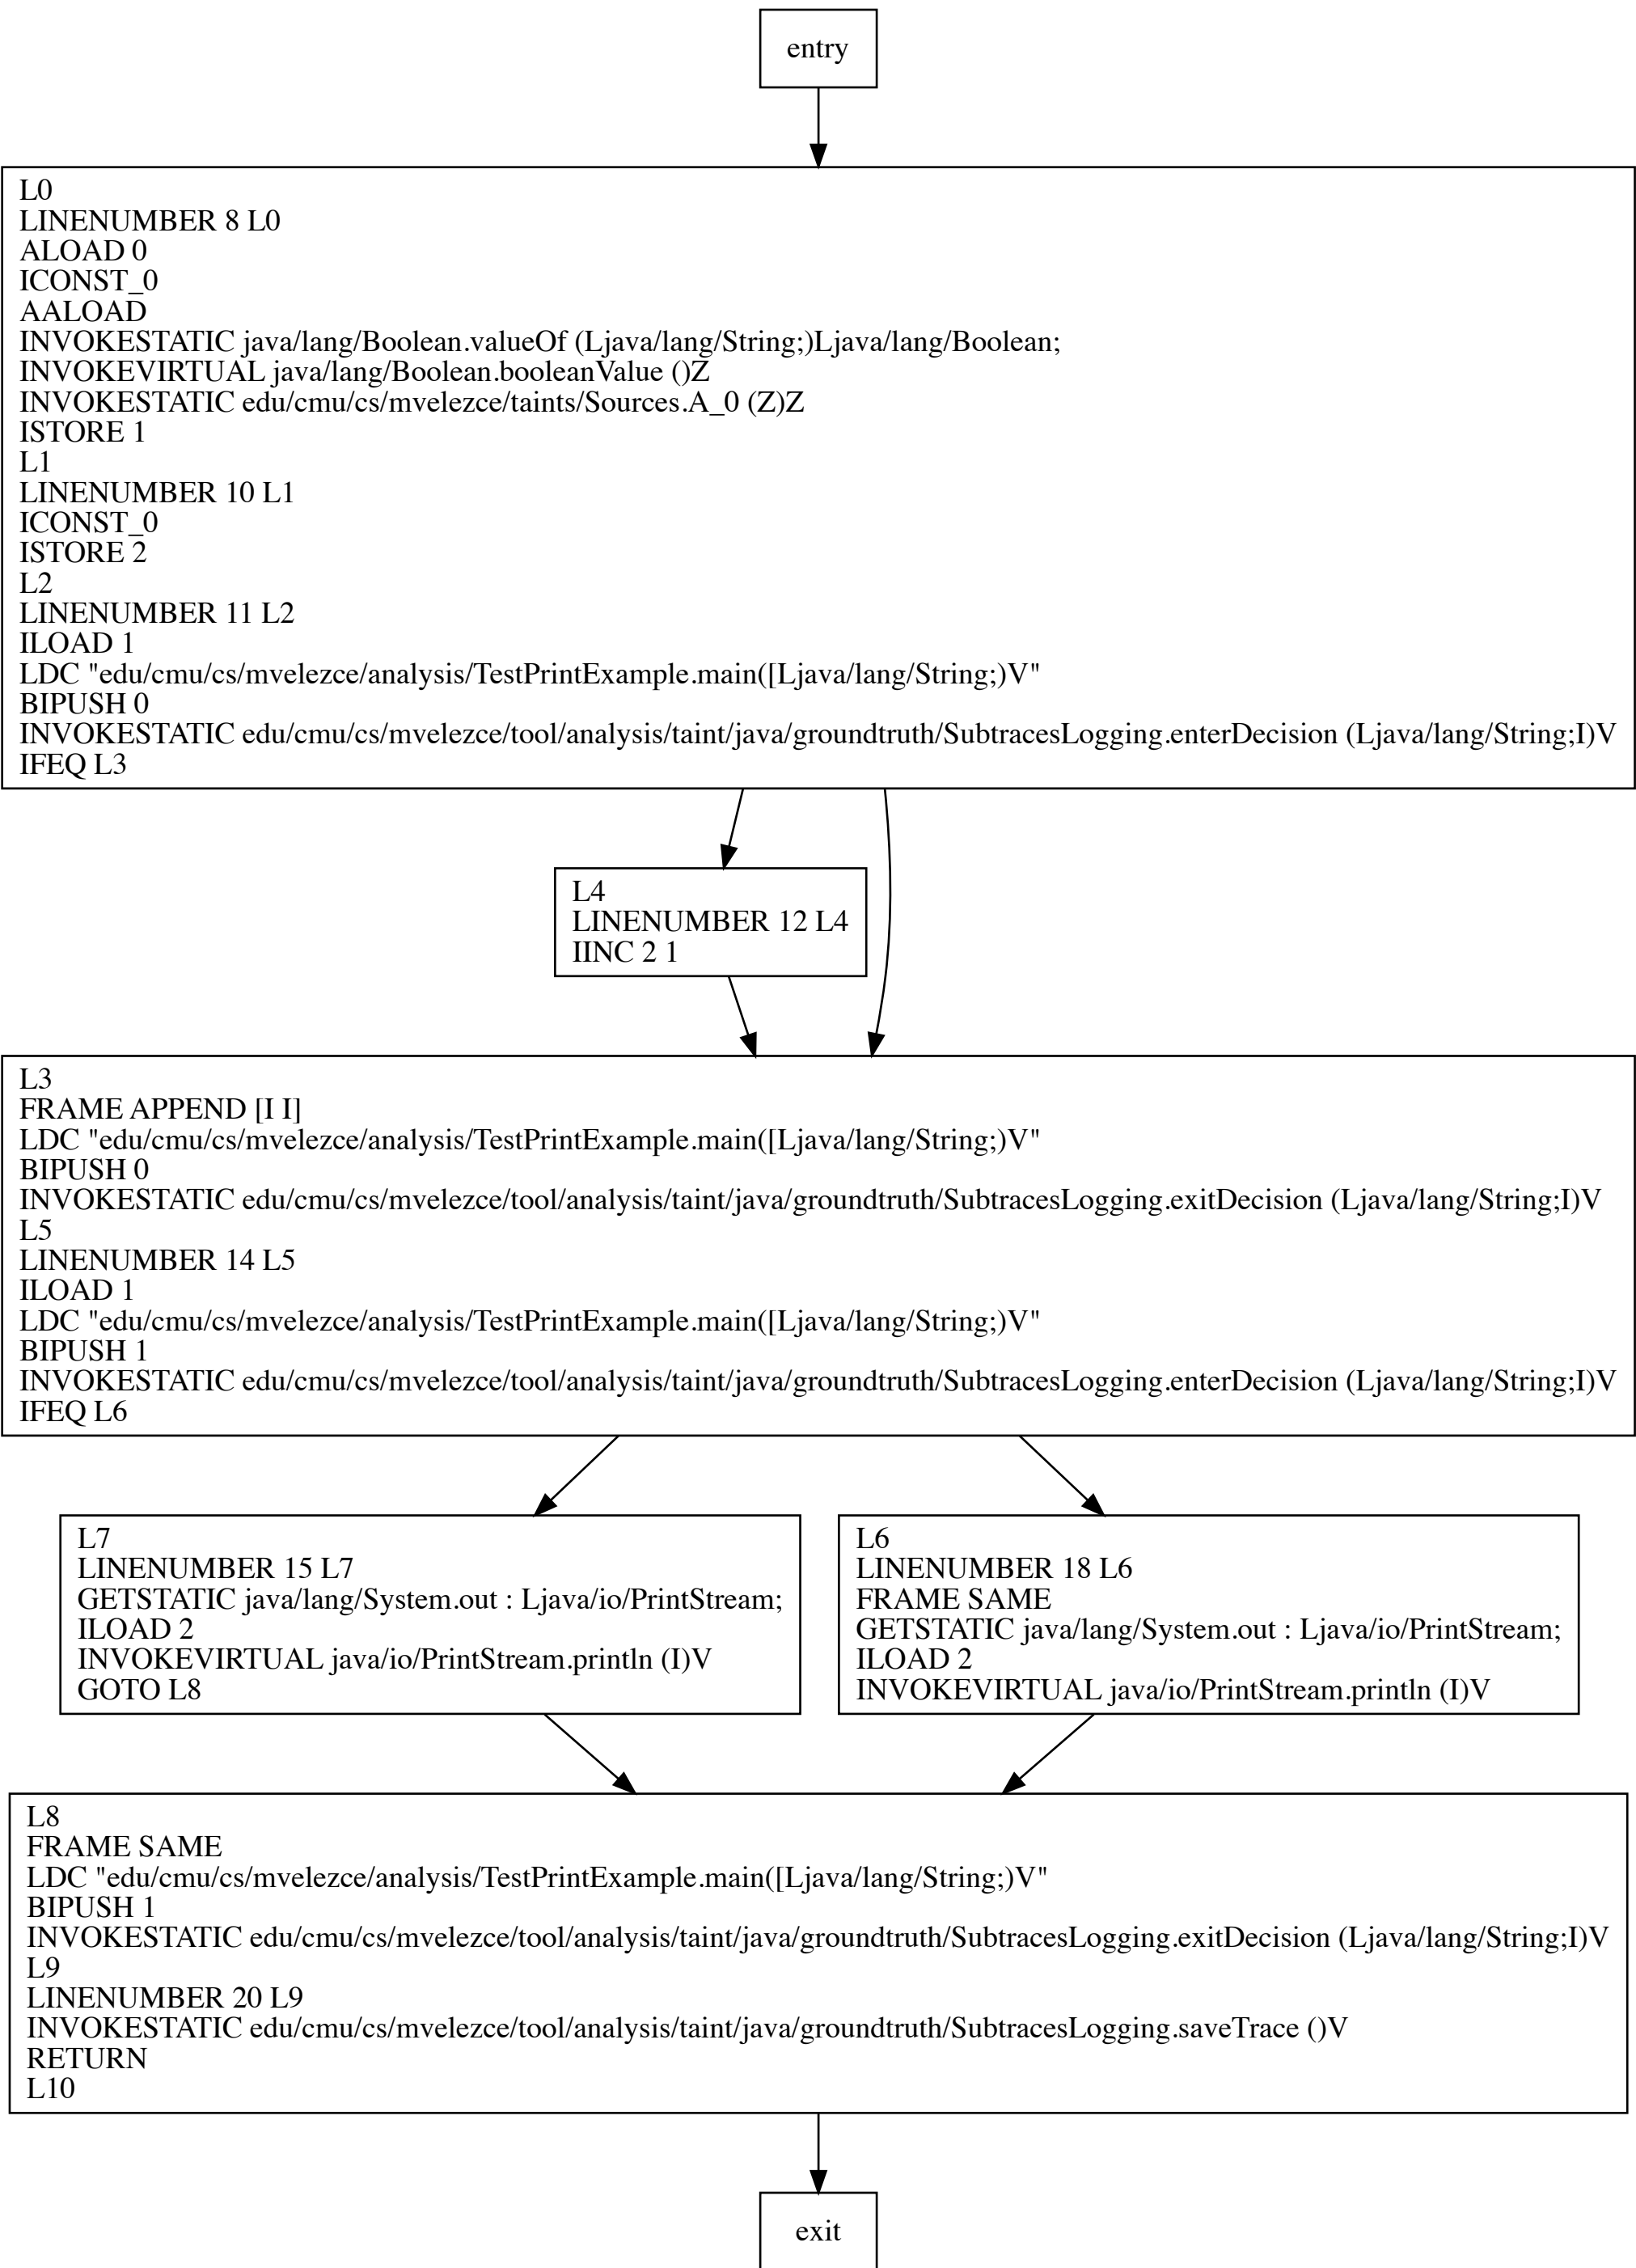 entry
L0
LINENUMBER 8 L0
ALOAD 0
ICONST_0
AALOAD
INVOKESTATIC java/lang/Boolean.valueOf (Ljava/lang/String;)Ljava/lang/Boolean;
INVOKEVIRTUAL java/lang/Boolean.booleanValue ()Z
INVOKESTATIC edu/cmu/cs/mvelezce/taints/Sources.A_0 (Z)Z
ISTORE 1
L1
LINENUMBER 10 L1
ICONST_0
ISTORE 2
L2
LINENUMBER 11 L2
ILOAD 1
LDC "edu/cmu/cs/mvelezce/analysis/TestPrintExample.main([Ljava/lang/String;)V"
BIPUSH 0
INVOKESTATIC edu/cmu/cs/mvelezce/tool/analysis/taint/java/groundtruth/SubtracesLogging.enterDecision (Ljava/lang/String;I)V
IFEQ L3
L4
LINENUMBER 12 L4
IINC 2 1
L3
FRAME APPEND [I I]
LDC "edu/cmu/cs/mvelezce/analysis/TestPrintExample.main([Ljava/lang/String;)V"
BIPUSH 0
INVOKESTATIC edu/cmu/cs/mvelezce/tool/analysis/taint/java/groundtruth/SubtracesLogging.exitDecision (Ljava/lang/String;I)V
L5
LINENUMBER 14 L5
ILOAD 1
LDC "edu/cmu/cs/mvelezce/analysis/TestPrintExample.main([Ljava/lang/String;)V"
BIPUSH 1
INVOKESTATIC edu/cmu/cs/mvelezce/tool/analysis/taint/java/groundtruth/SubtracesLogging.enterDecision (Ljava/lang/String;I)V
IFEQ L6
L7
LINENUMBER 15 L7
GETSTATIC java/lang/System.out : Ljava/io/PrintStream;
ILOAD 2
INVOKEVIRTUAL java/io/PrintStream.println (I)V
GOTO L8
L6
LINENUMBER 18 L6
FRAME SAME
GETSTATIC java/lang/System.out : Ljava/io/PrintStream;
ILOAD 2
INVOKEVIRTUAL java/io/PrintStream.println (I)V
L8
FRAME SAME
LDC "edu/cmu/cs/mvelezce/analysis/TestPrintExample.main([Ljava/lang/String;)V"
BIPUSH 1
INVOKESTATIC edu/cmu/cs/mvelezce/tool/analysis/taint/java/groundtruth/SubtracesLogging.exitDecision (Ljava/lang/String;I)V
L9
LINENUMBER 20 L9
INVOKESTATIC edu/cmu/cs/mvelezce/tool/analysis/taint/java/groundtruth/SubtracesLogging.saveTrace ()V
RETURN
L10
exit